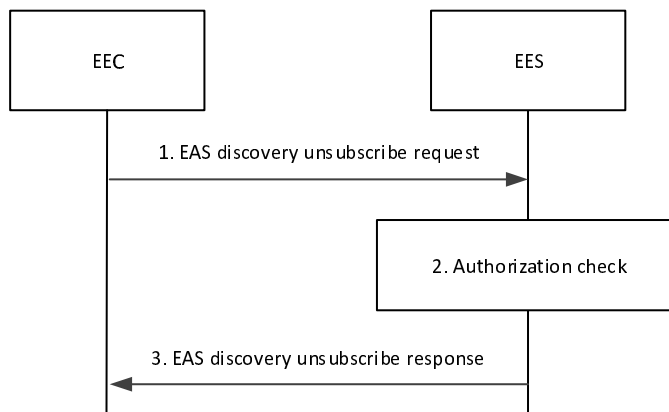 EEC
EES
1. EAS discovery unsubscribe request
2. Authorization check
3. EAS discovery unsubscribe response